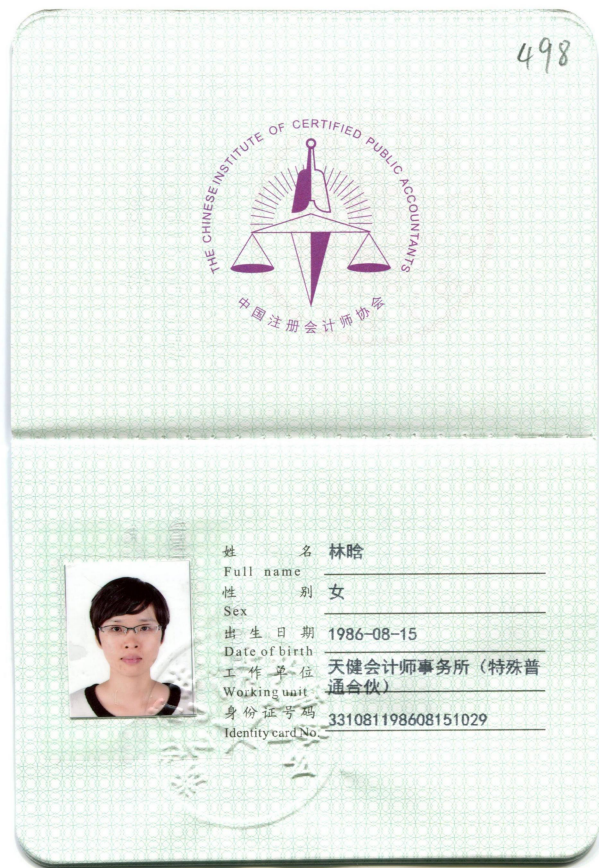 498
THE CHINESE INSTITUTE OF CERTIFIED PUBLIC ACCOUNTANTS
中国注册会计师协会
姓 名 林晗
Full name
性 别 女
Sex
出生日期 1986-08-15
Date of birth
工作单位 天健会计师事务所（特殊普
Working unit 通合伙）
身份证号码 331081198608151029
Identity card No.